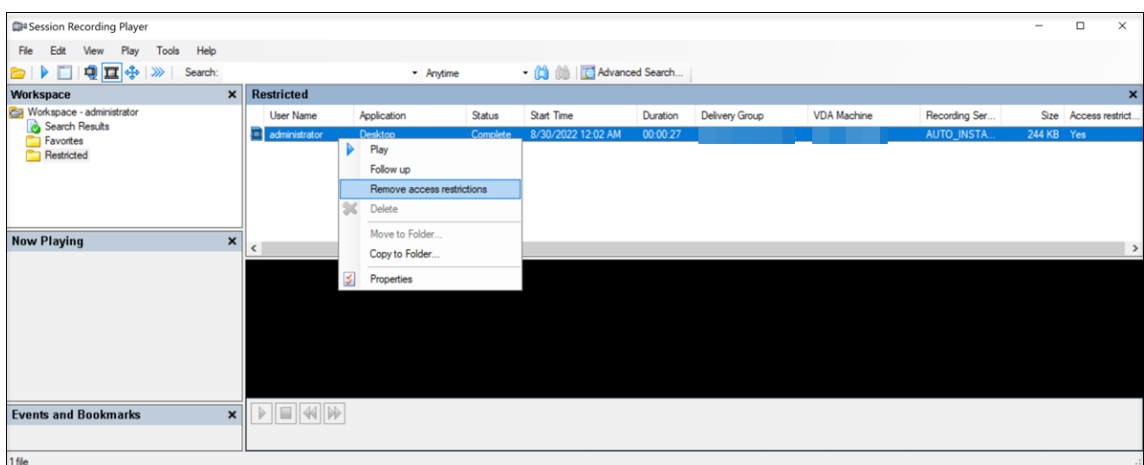 Session Recording Player
File Edit View Play Tools Help
Search: Anytime Advanced Search...
Workspace
Workspace - administrator
Search Results
Favorites
Restricted
Restricted
User Name Application Status Start Time Duration Delivery Group VDA Machine Recording Ser... Size Access restrict...
administrator Desktop Complete 8/30/2022 12:02 AM 00:00:27 AUTO_INSTA... 244 KB Yes
Play
Follow up
Remove access restrictions
Delete
Move to Folder...
Copy to Folder...
Properties
Now Playing
Events and Bookmarks
1 file